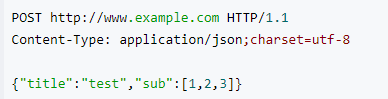 POST http://www.example.com HTTP/1.1
Content-Type: application/json;charset=utf-8

{"title":"test","sub":[1,2,3]}